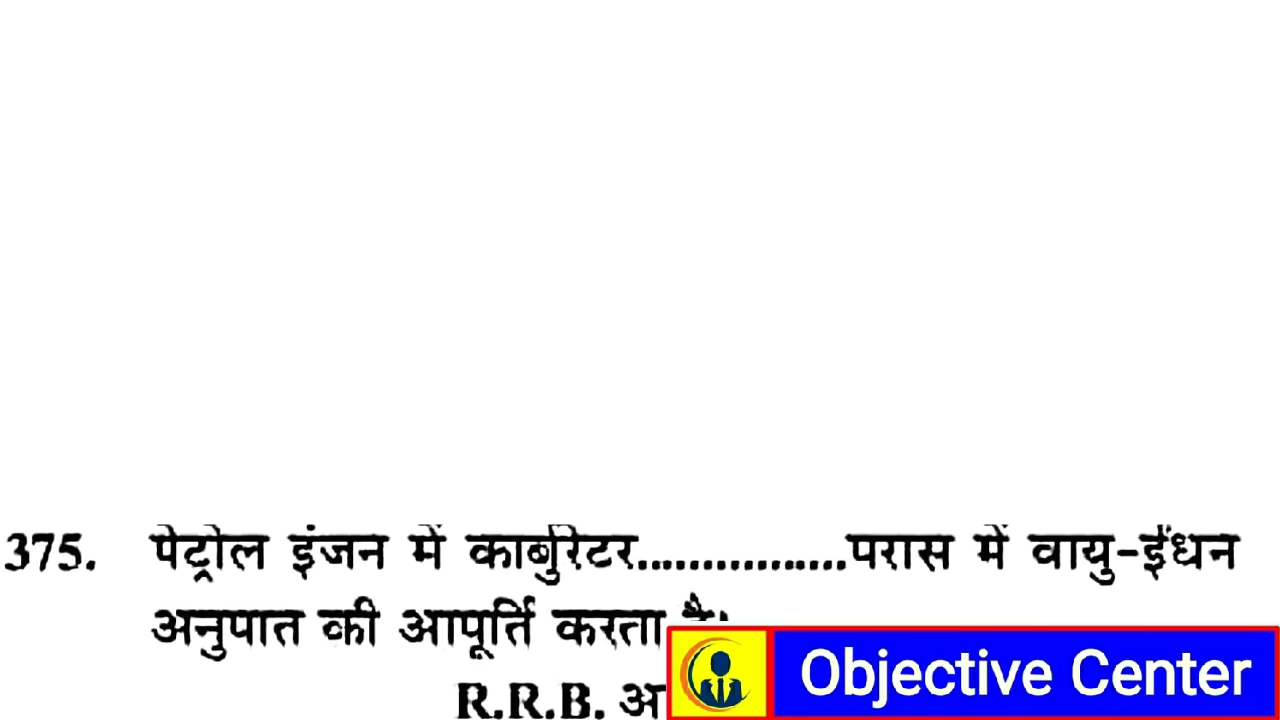 375. पेट्रोल इंजन में कार्बुरेटर................परास में वायु-ईंधन
अनुपात की आपूर्ति करता है।
R.R.B. अ
Objective Center